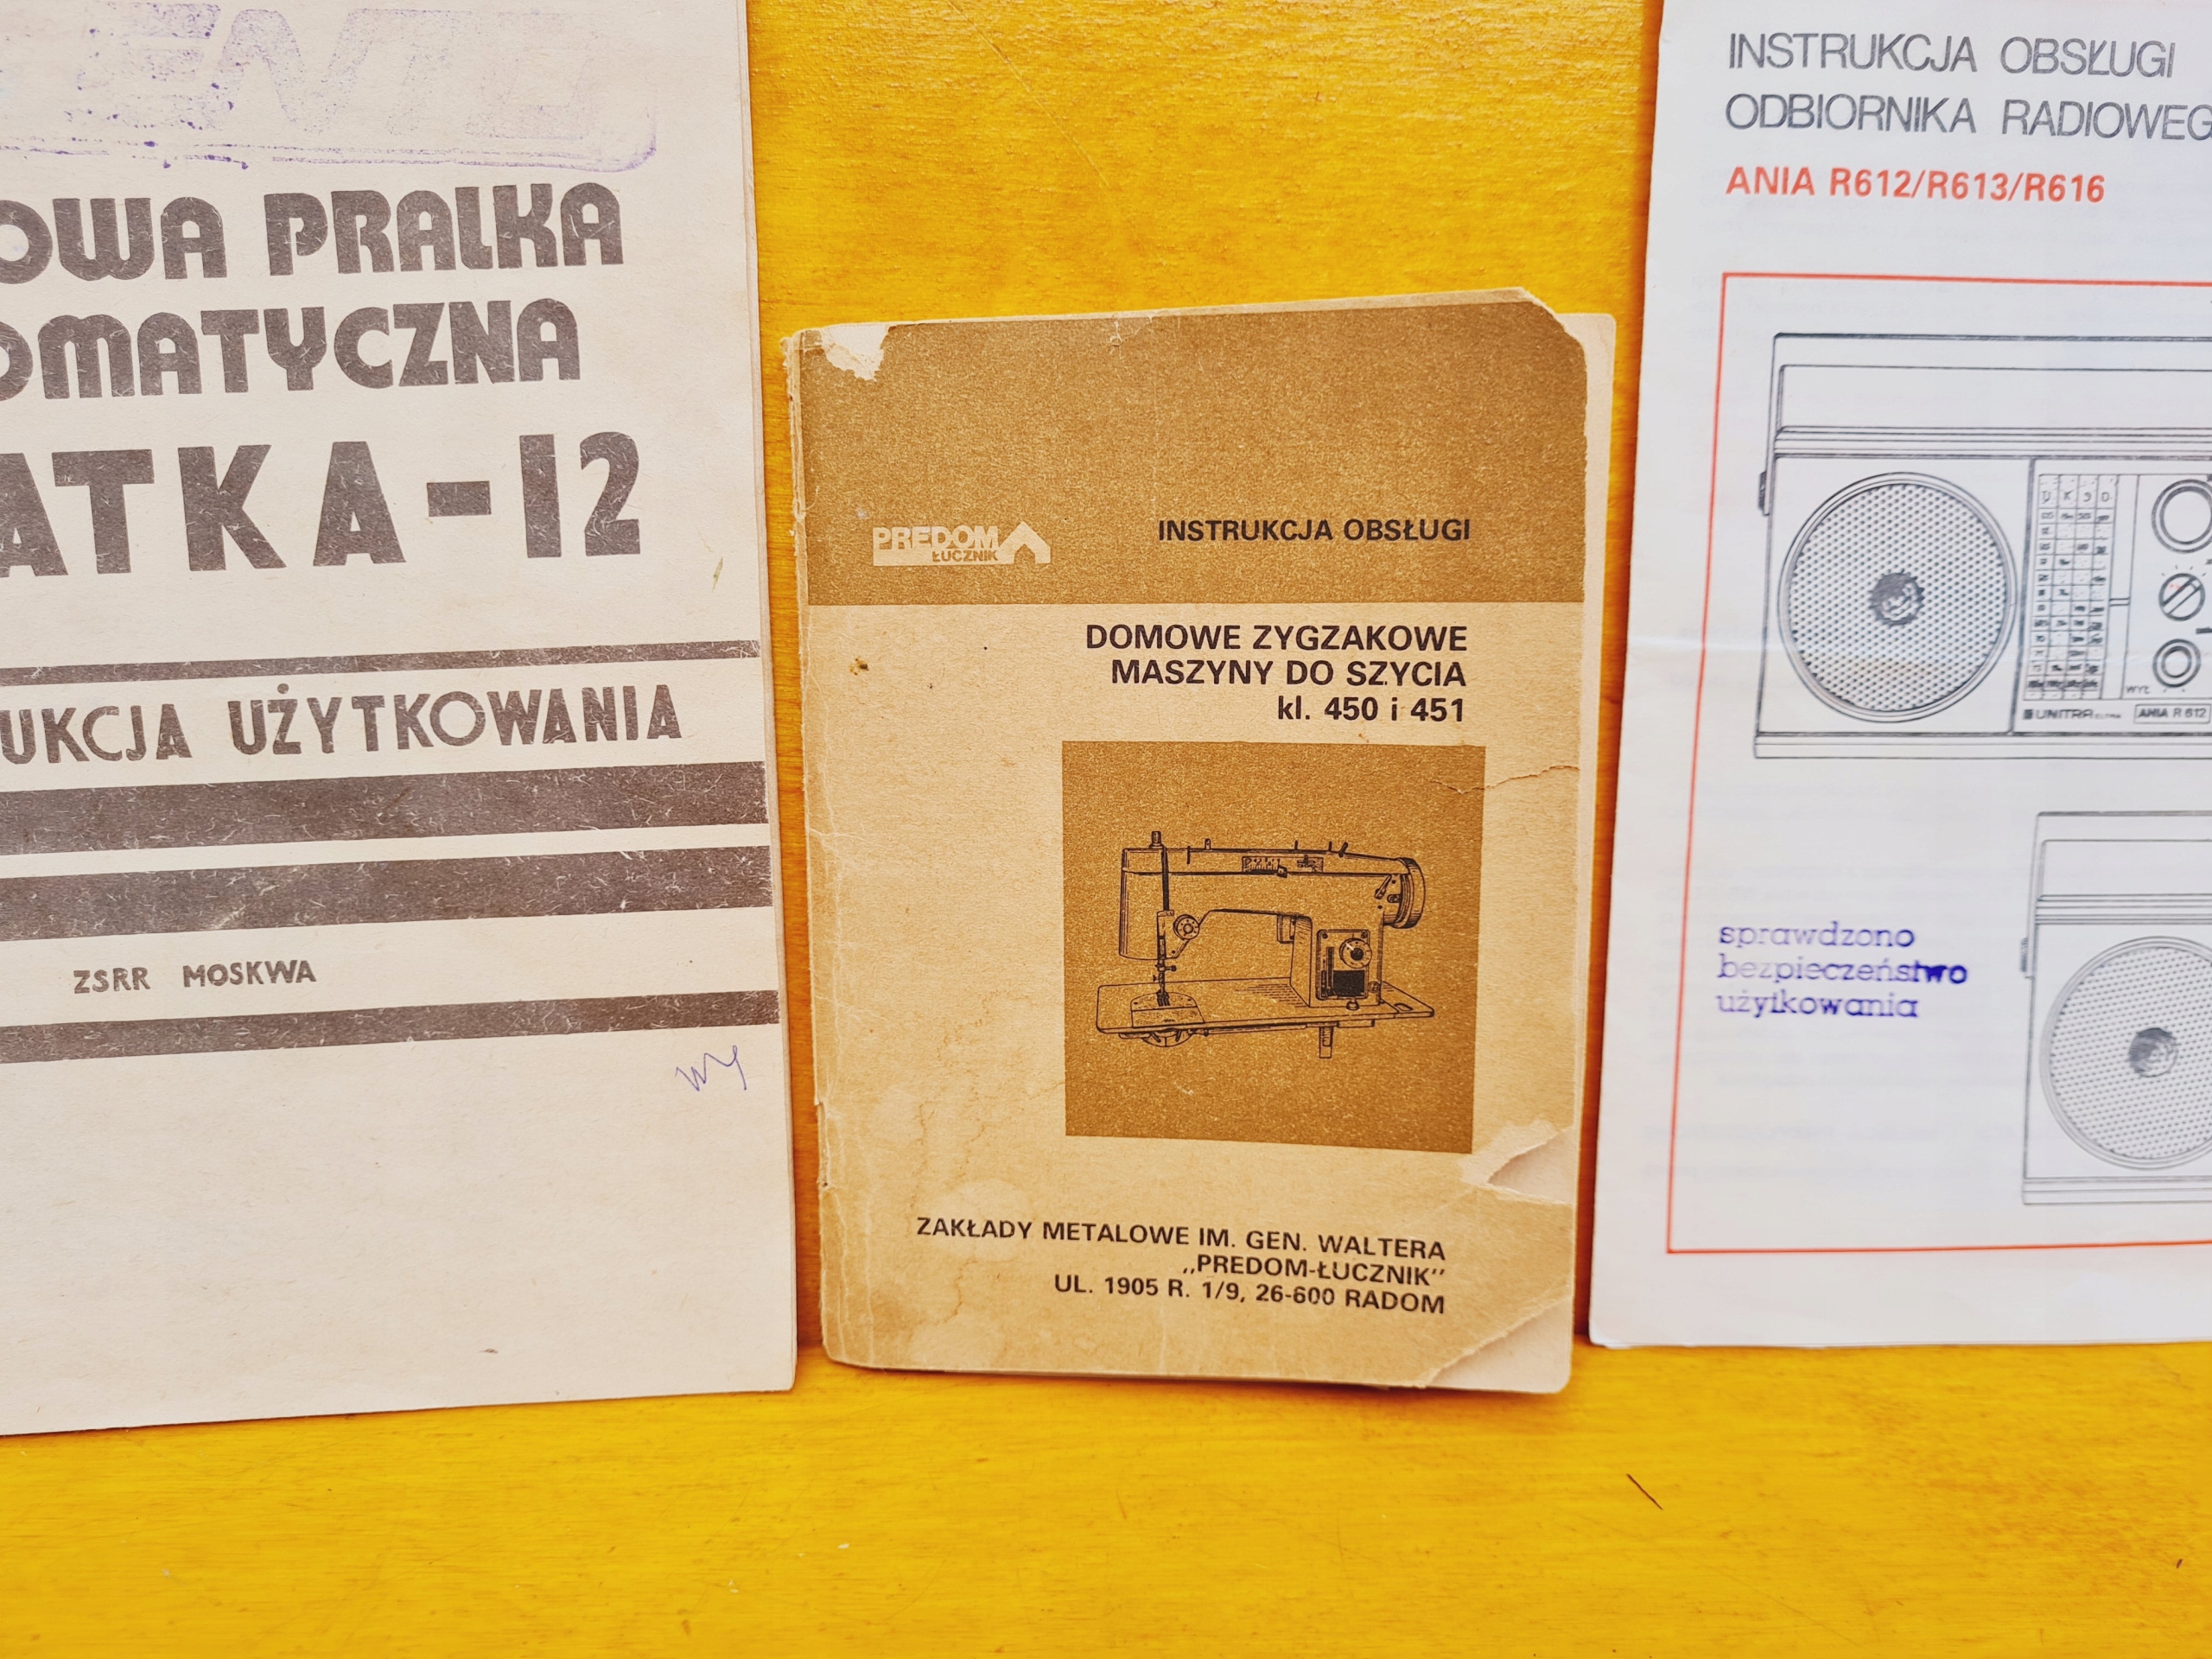 OWA PRALKA
OMATYCZNA
ATKA-12
UKCJA UŻYTKOWANIA
ZSRR MOSKWA
PREDOM
ŁUCZNIK
INSTRUKCJA OBSŁUGI
DOMOWE ZYGZAKOWE
MASZYNY DO SZYCIA
kl. 450 i 451
ZAKŁADY METALOWE IM. GEN. WALTERA
„PREDOM-ŁUCZNIK”
UL. 1905 R. 1/9, 26-600 RADOM
INSTRUKCJA OBSŁUGI
ODBIORNIKA RADIOWEG
ANIA R612/R613/R616
WYŁ
UNITRA ELTRA ANIA R 612
sprawdzono
bezpieczeństwo
użytkowania